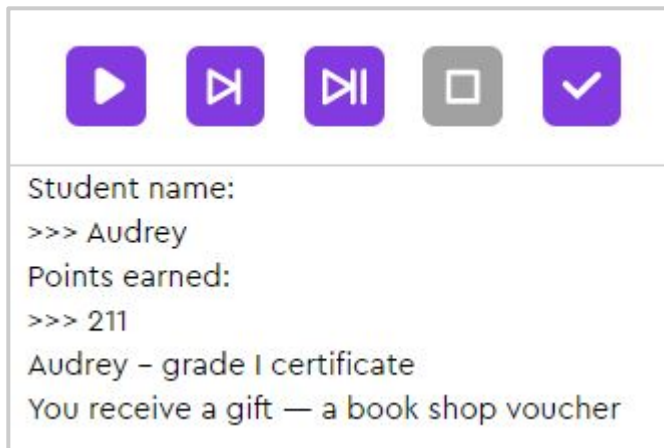 Student name:
>>> Audrey
Points earned:
>>> 211
Audrey – grade I certificate
You receive a gift — a book shop voucher